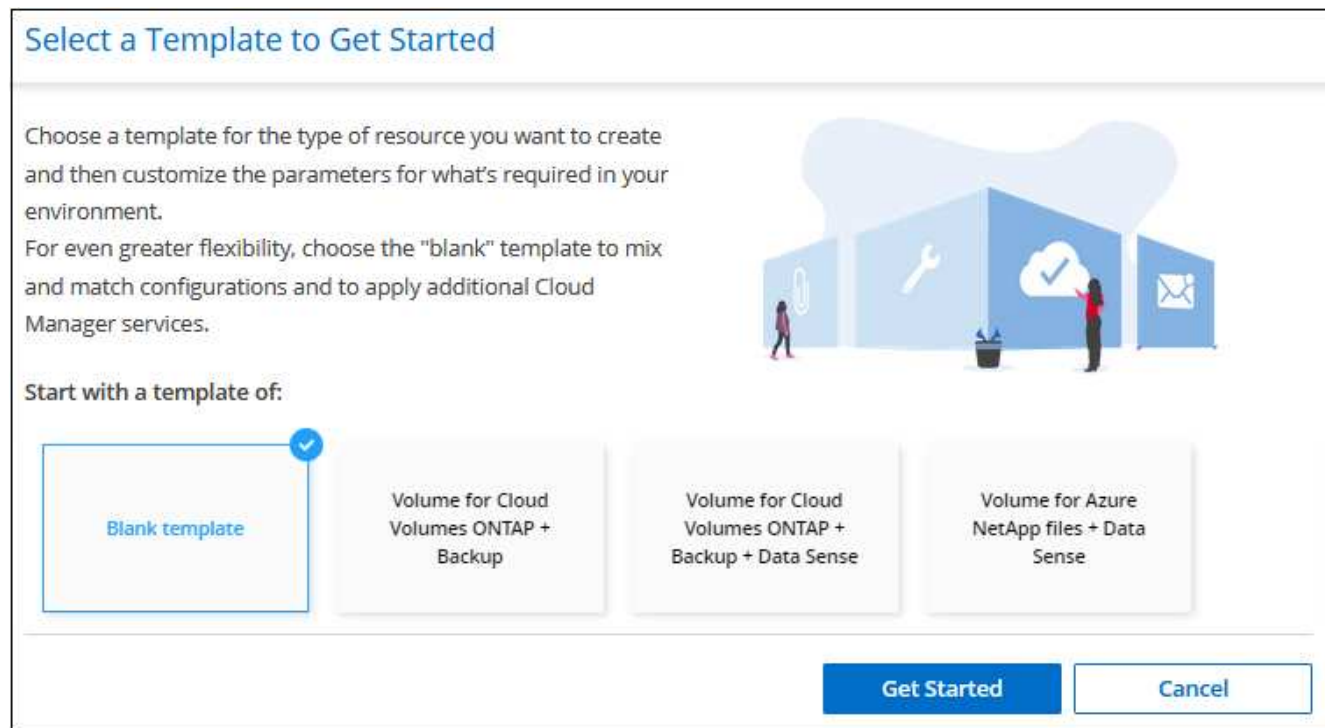 Select a Template to Get Started
Choose a template for the type of resource you want to create
and then customize the parameters for what's required in your
environment.
For even greater flexibility, choose the "blank" template to mix
and match configurations and to apply additional Cloud
Manager services.
Start with a template of:
Blank template
Volume for Cloud
Volumes ONTAP +
Backup
Volume for Cloud
Volumes ONTAP +
Backup + Data Sense
Volume for Azure
NetApp files + Data
Sense
Get Started
Cancel